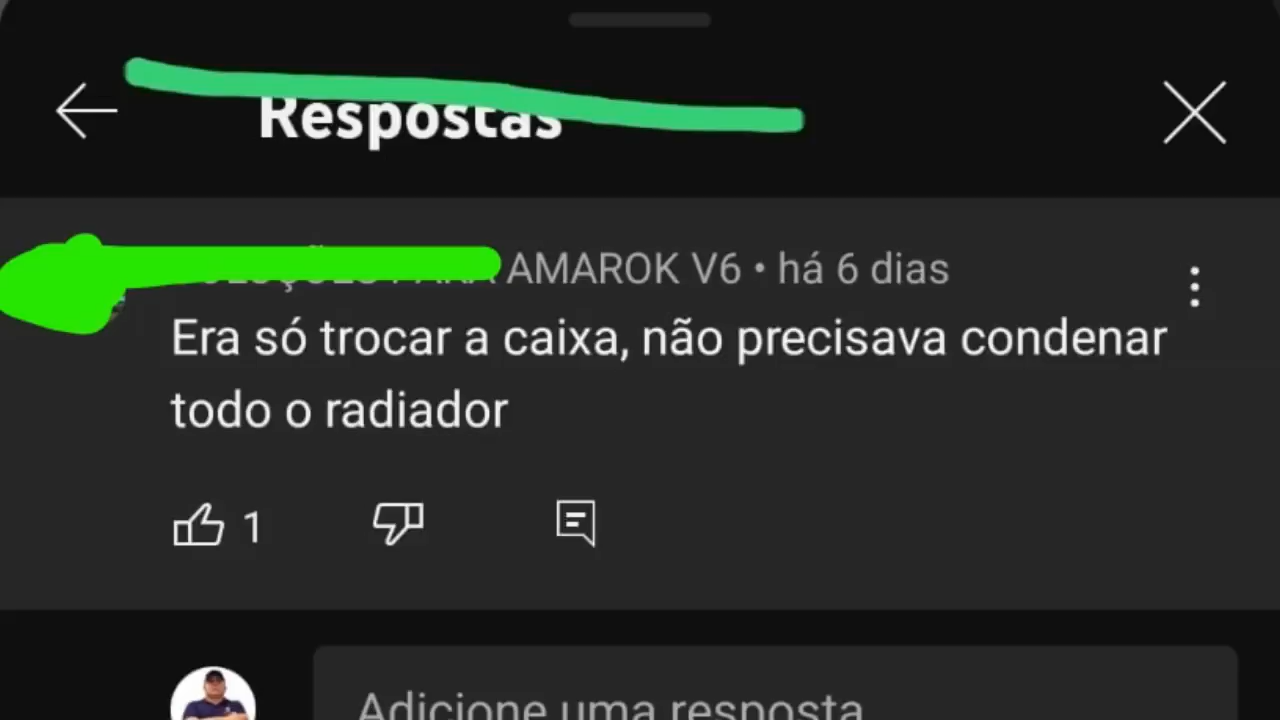 Respostas
AMAROK V6 • há 6 dias
Era só trocar a caixa, não precisava condenar
todo o radiador
1
Adicione uma resposta